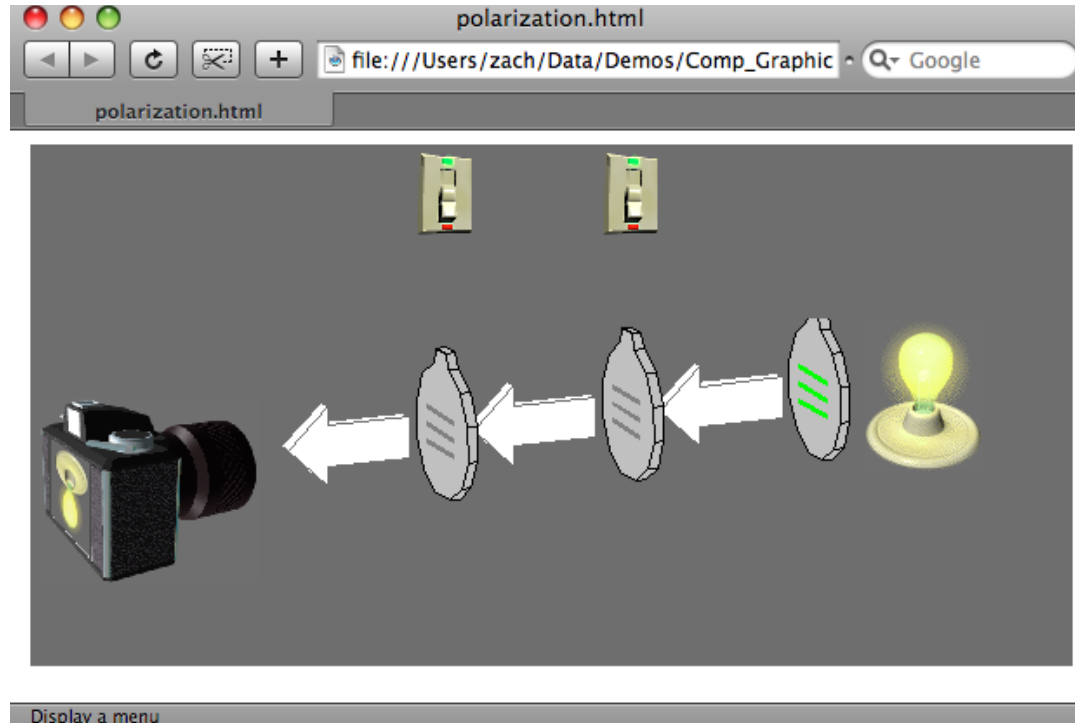 polarization.html
file:///Users/zach/Data/Demos/Comp_Graphic
Google
polarization.html
Display a menu